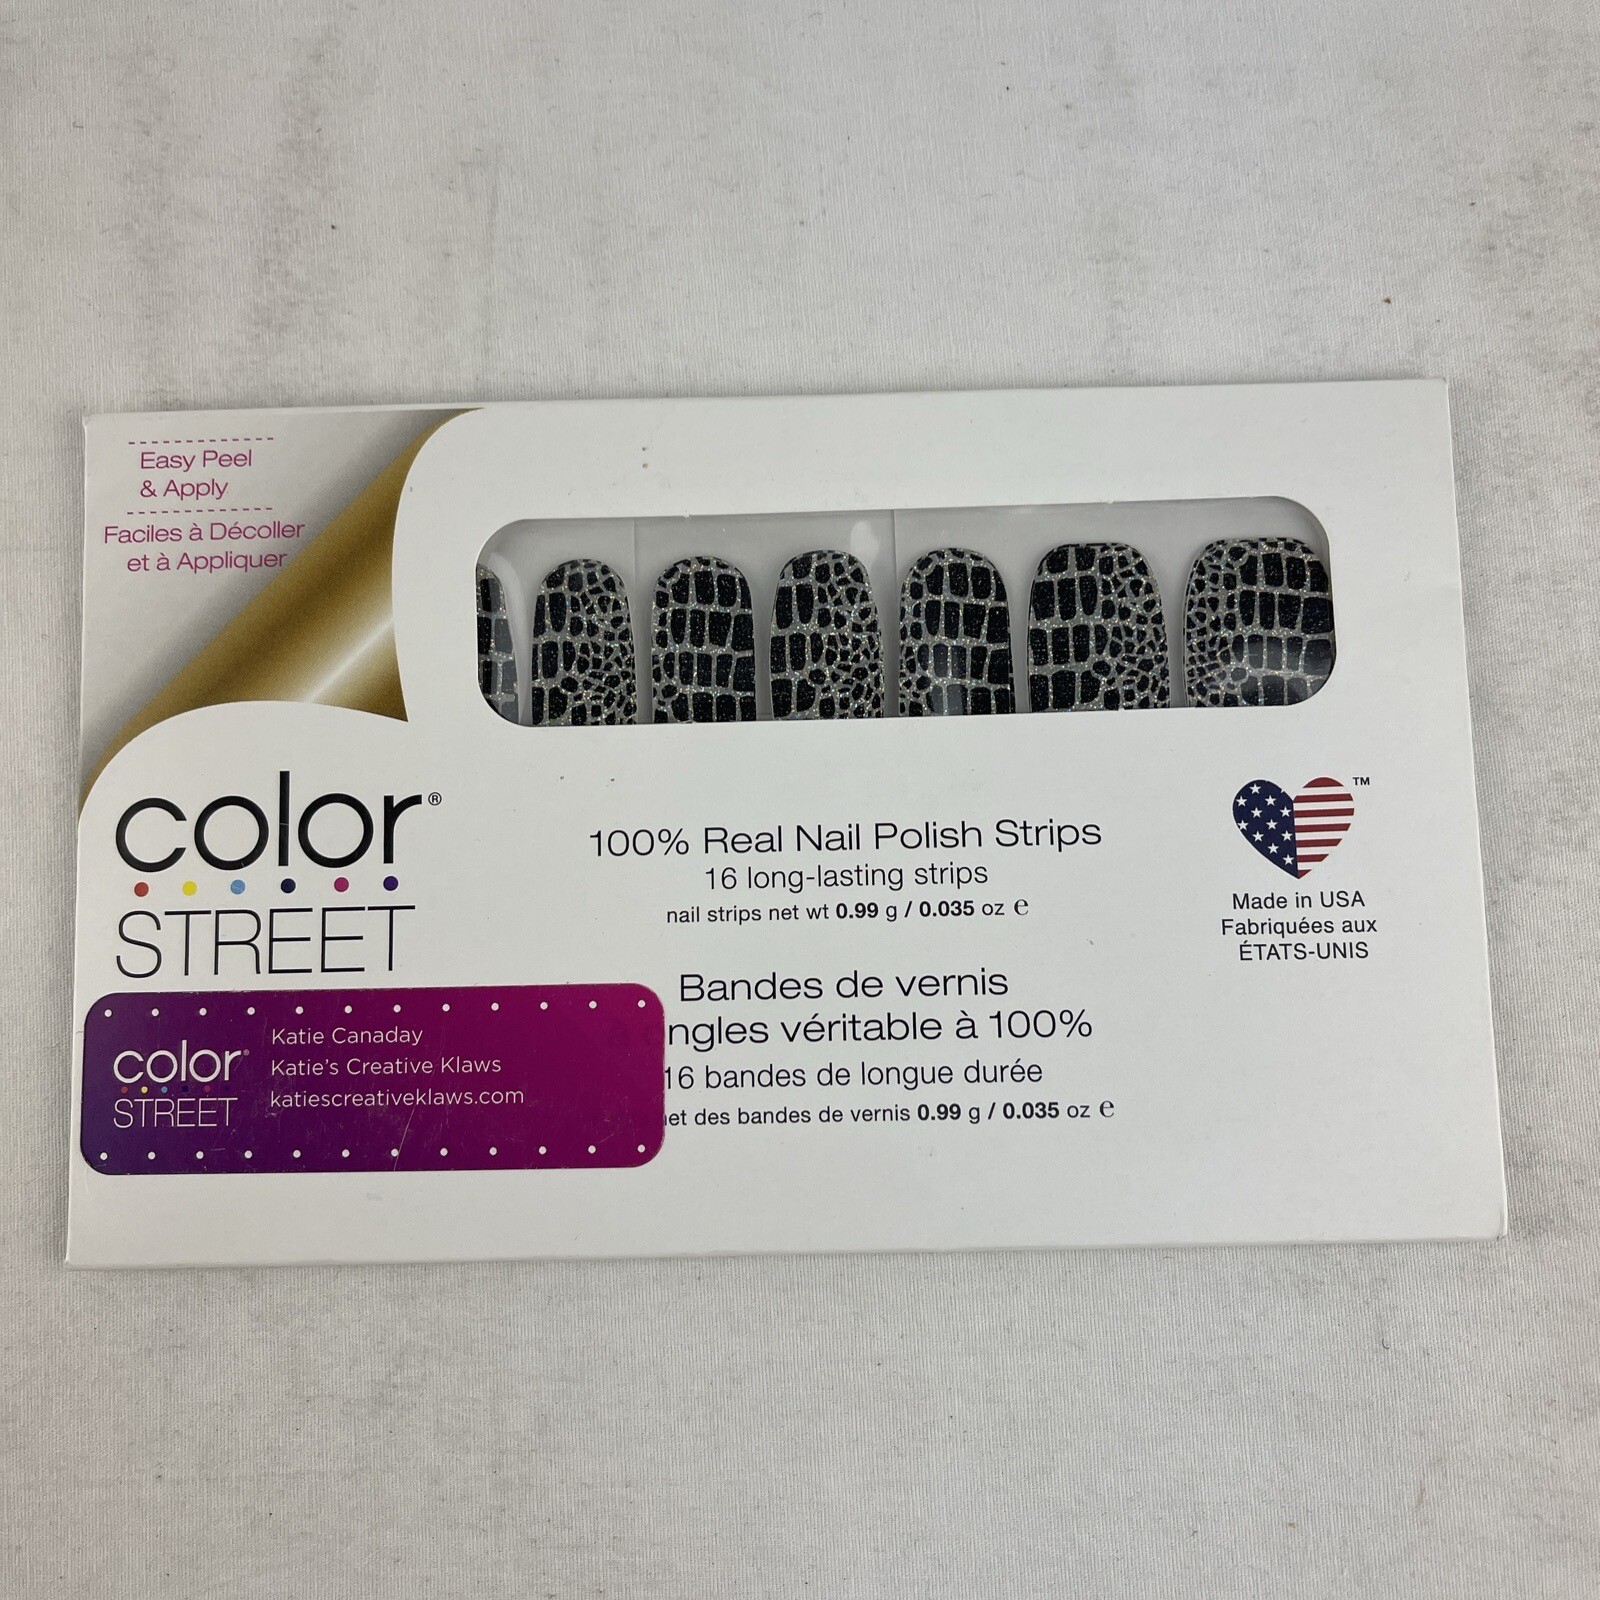 Easy Peel
& Apply
Faciles à Décoller
et à Appliquer
color®
STREET
100% Real Nail Polish Strips
16 long-lasting strips
nail strips net wt 0.99 g / 0.035 oz ℮
Bandes de vernis
ngles véritable à 100%
16 bandes de longue durée
et des bandes de vernis 0.99 g / 0.035 oz ℮
TM
Made in USA
Fabriquées aux
ÉTATS-UNIS
color®
STREET
Katie Canaday
Katie's Creative Klaws
katiescreativeklaws.com